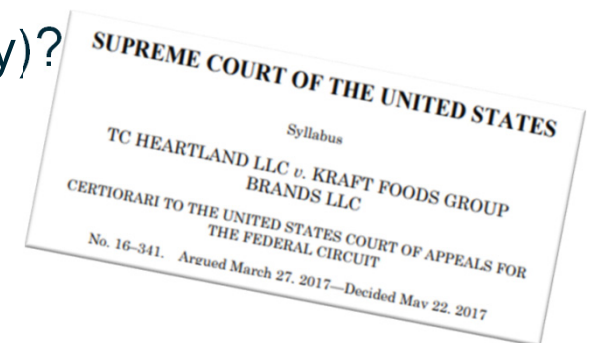 y)?
SUPREME COURT OF THE UNITED STATES
Syllabus
TC HEARTLAND LLC v. KRAFT FOODS GROUP
BRANDS LLC
CERTIORARI TO THE UNITED STATES COURT OF APPEALS FOR
THE FEDERAL CIRCUIT
No. 16–341. Argued March 27, 2017—Decided May 22, 2017